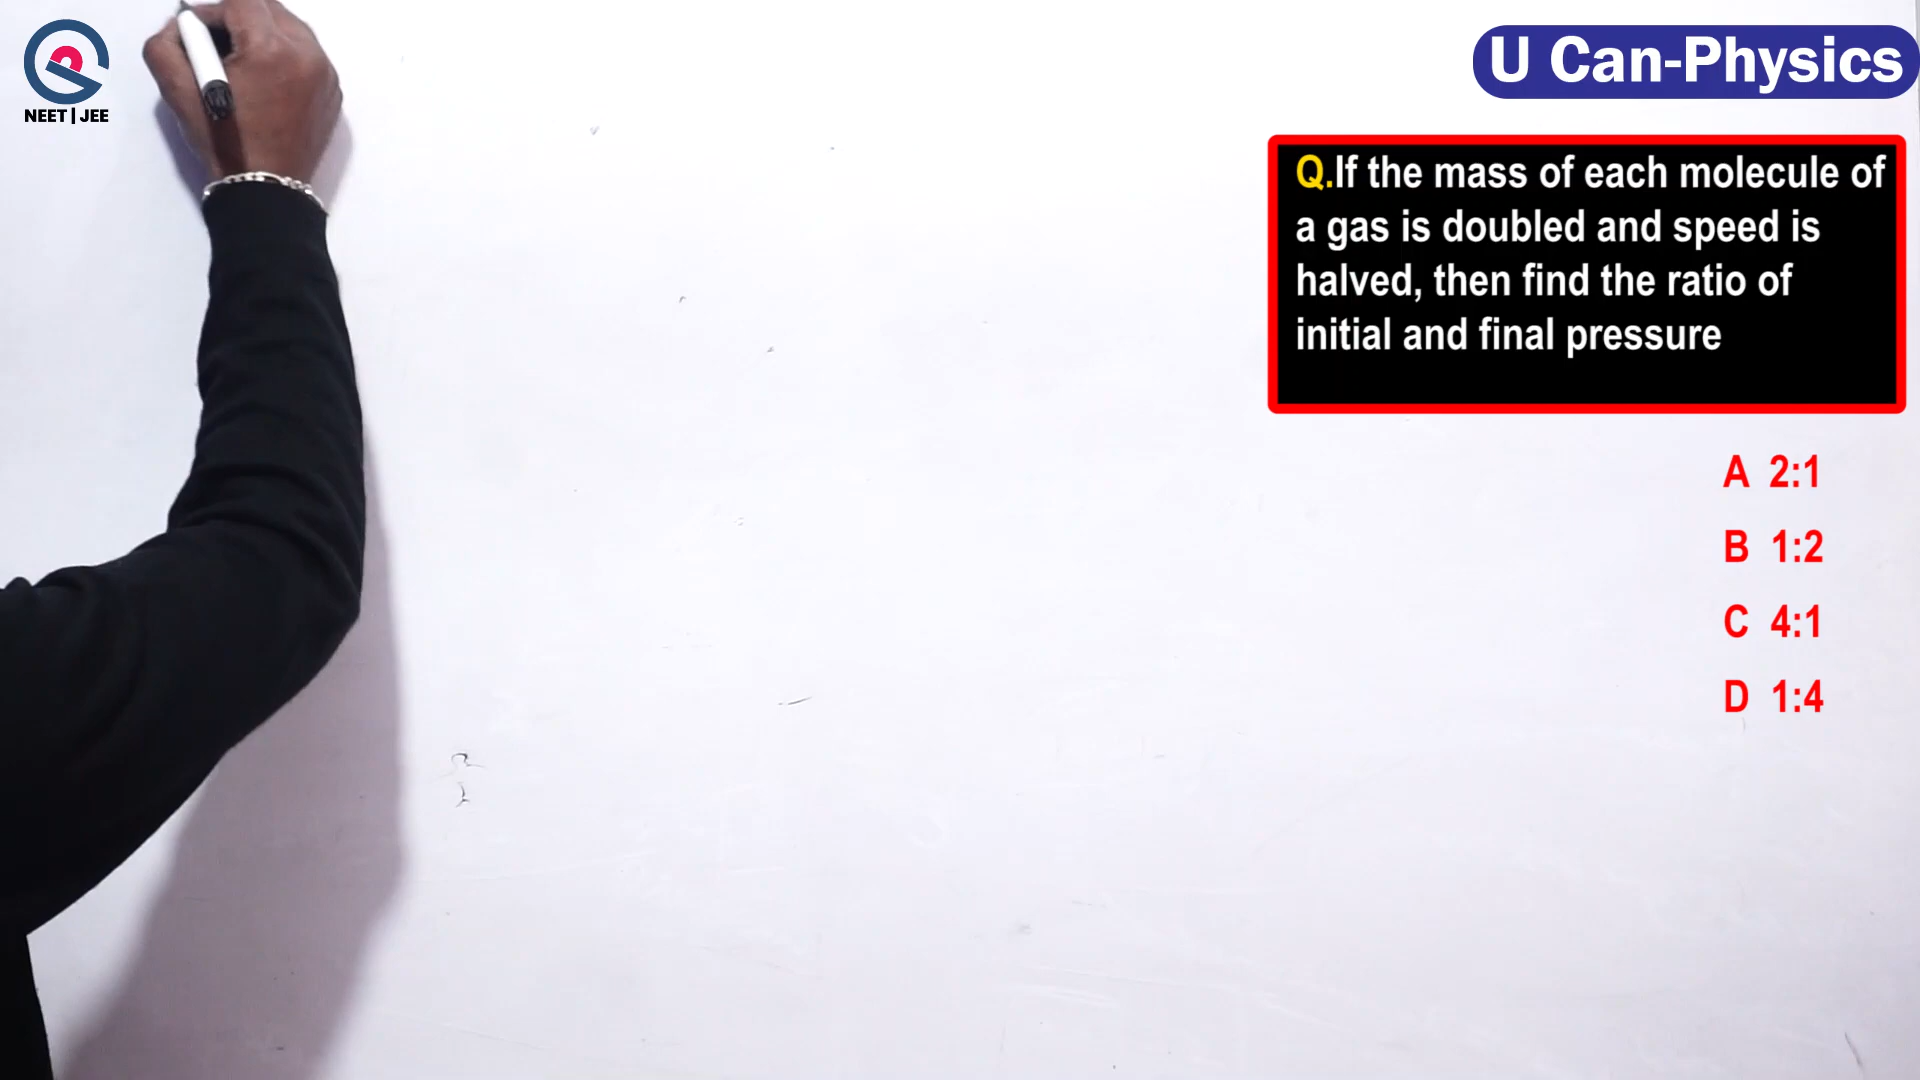 NEET|JEE
U Can-Physics
Q.If the mass of each molecule of
a gas is doubled and speed is
halved, then find the ratio of
initial and final pressure
A 2:1
B 1:2
C 4:1
D 1:4